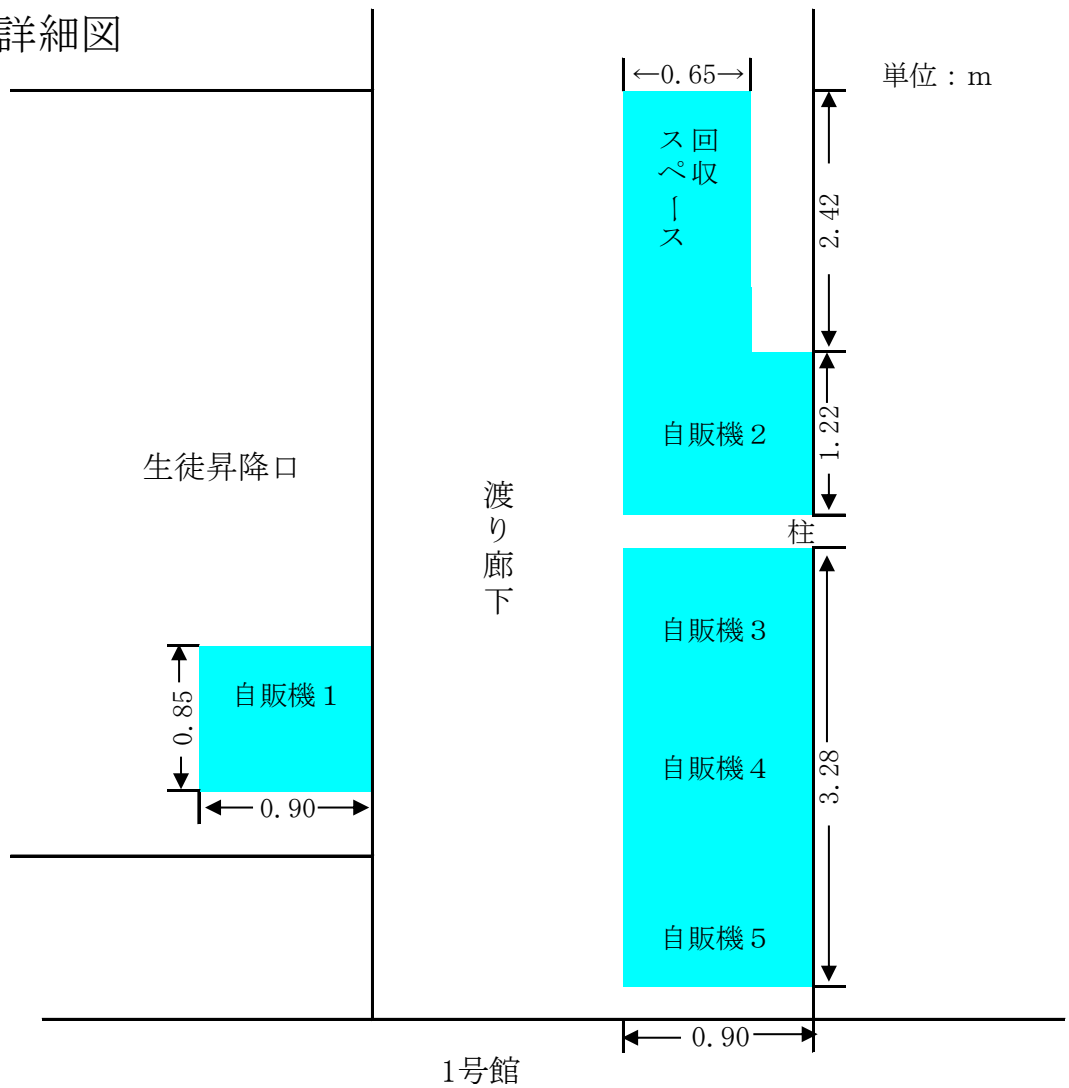 詳細図
単位：m
←0.65→
回収
スペース
2.42
自販機２
1.22
生徒昇降口
渡り廊下
柱
自販機３
自販機１
0.85
0.90
自販機４
3.28
自販機５
0.90
1号館